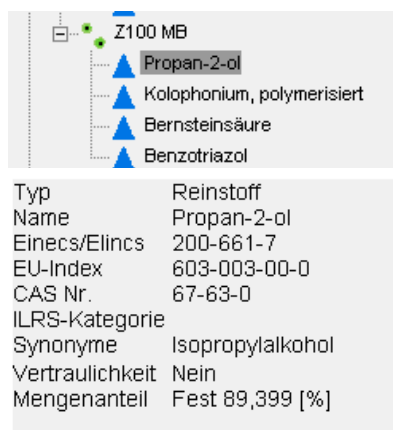 Z100 MB
Propan-2-ol
Kolophonium, polymerisiert
Bernsteinsäure
Benzotriazol
Typ Reinstoff
Name Propan-2-ol
Einecs/Elincs 200-661-7
EU-Index 603-003-00-0
CAS Nr. 67-63-0
ILRS-Kategorie
Synonyme Isopropylalkohol
Vertraulichkeit Nein
Mengenanteil Fest 89,399 [%]